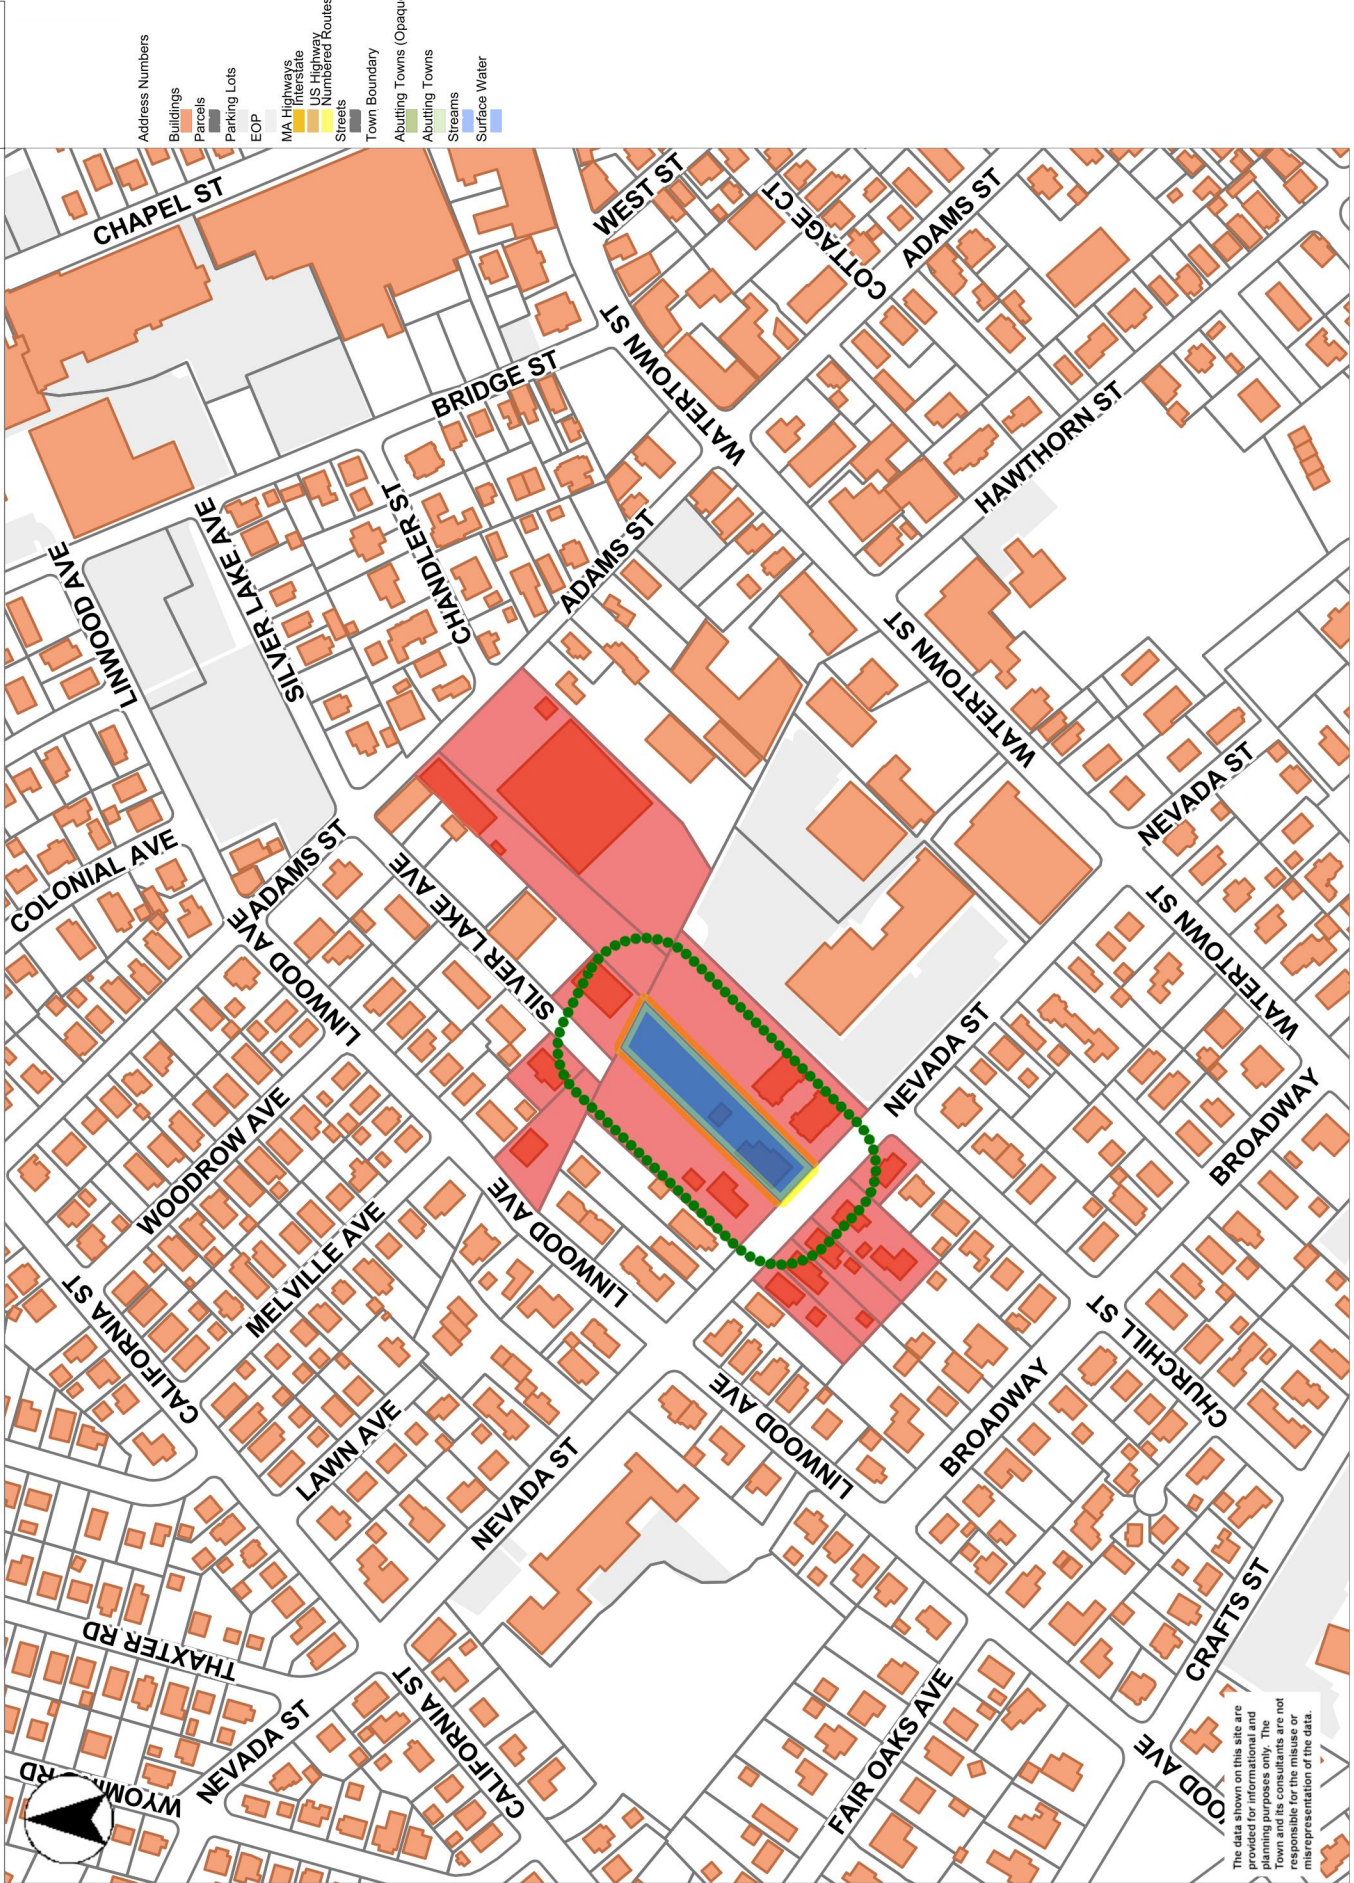 Address Numbers
Buildings
Parcels
Parking Lots
EOP
MA Highways
Interstate
US Highway
Numbered Routes
Streets
Town Boundary
Abutting Towns (Opaqu
Abutting Towns
Streams
Surface Water
CHAPEL ST
WEST ST
COTTAGE CT
ADAMS ST
WATERTOWN ST
BRIDGE ST
HAWTHORN ST
LINWOOD AVE
SILVER LAKE AVE
CHANDLER ST
ADAMS ST
WATERTOWN ST
NEVADA ST
COLONIAL AVE
ADAMS ST
LINWOOD AVE
SILVER LAKE AVE
WATERTOWN ST
NEVADA ST
BROADWAY
WOODROW AVE
MELVILLE AVE
LINWOOD AVE
CALIFORNIA ST
CHURCHILL ST
LAWN AVE
NEVADA ST
LINWOOD AVE
BROADWAY
CRAFTS ST
THAXTER RD
CALIFORNIA ST
NEVADA ST
FAIR OAKS AVE
OOD AVE
RD
WYOM
The data shown on this site are
provided for informational and
planning purposes only. The
Town and its consultants are not
responsible for the misuse or
misrepresentation of the data.